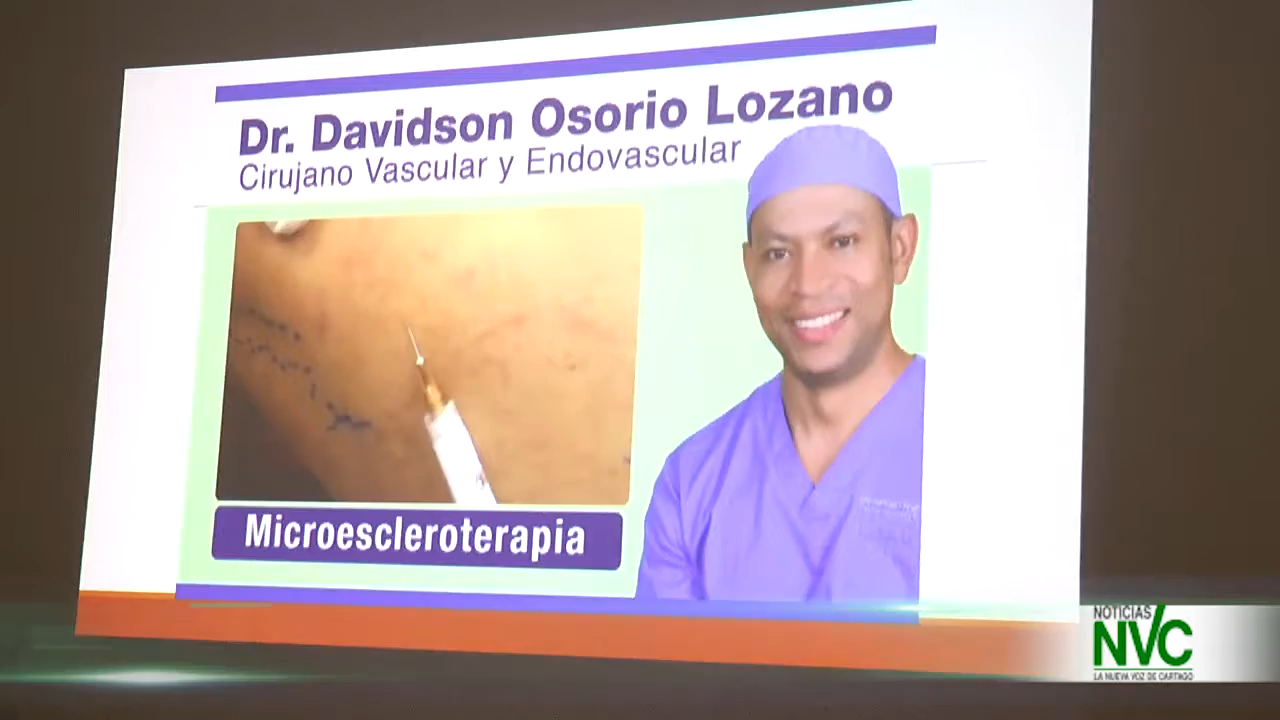 Dr. Davidson Osorio Lozano
Cirujano Vascular y Endovascular
Microescleroterapia
NOTICIAS
NVC
LA NUEVA VOZ DE CARTAGO